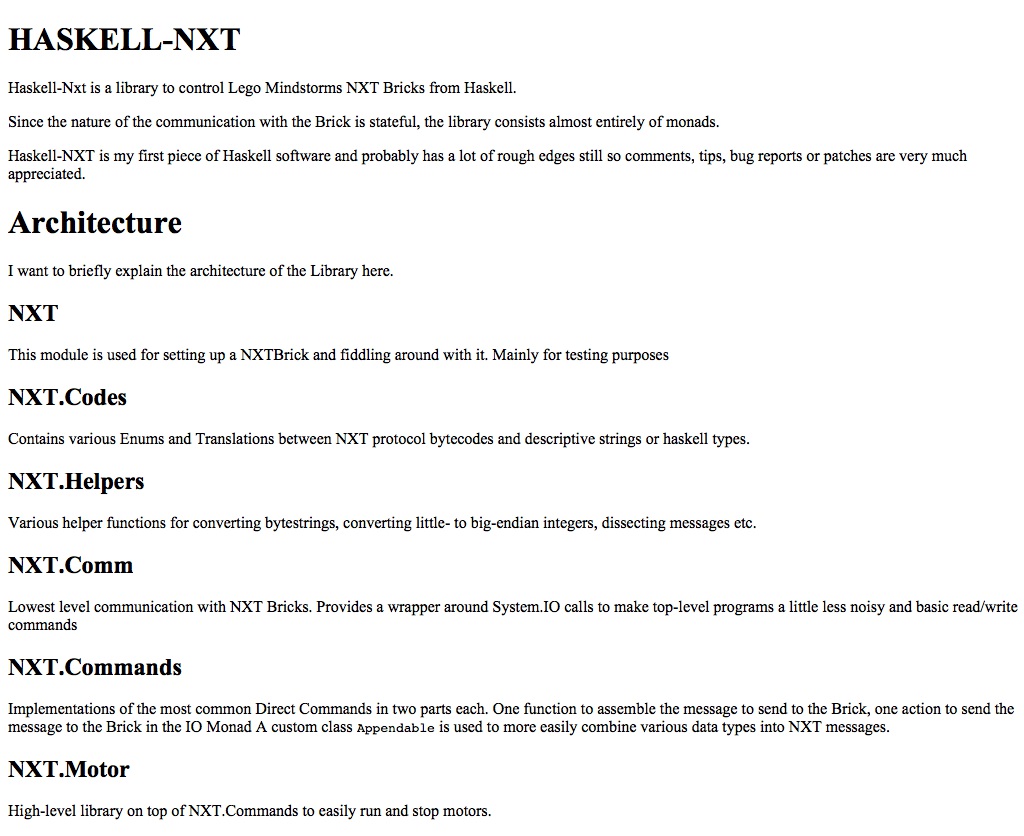 HASKELL-NXT
Haskell-Nxt is a library to control Lego Mindstorms NXT Bricks from Haskell.
Since the nature of the communication with the Brick is stateful, the library consists almost entirely of monads.
Haskell-NXT is my first piece of Haskell software and probably has a lot of rough edges still so comments, tips, bug reports or patches are very much
appreciated.
Architecture
I want to briefly explain the architecture of the Library here.
NXT
This module is used for setting up a NXTBrick and fiddling around with it. Mainly for testing purposes
NXT.Codes
Contains various Enums and Translations between NXT protocol bytecodes and descriptive strings or haskell types.
NXT.Helpers
Various helper functions for converting bytestrings, converting little- to big-endian integers, dissecting messages etc.
NXT.Comm
Lowest level communication with NXT Bricks. Provides a wrapper around System.IO calls to make top-level programs a little less noisy and basic read/write
commands
NXT.Commands
Implementations of the most common Direct Commands in two parts each. One function to assemble the message to send to the Brick, one action to send the
message to the Brick in the IO Monad A custom class Appendable is used to more easily combine various data types into NXT messages.
NXT.Motor
High-level library on top of NXT.Commands to easily run and stop motors.